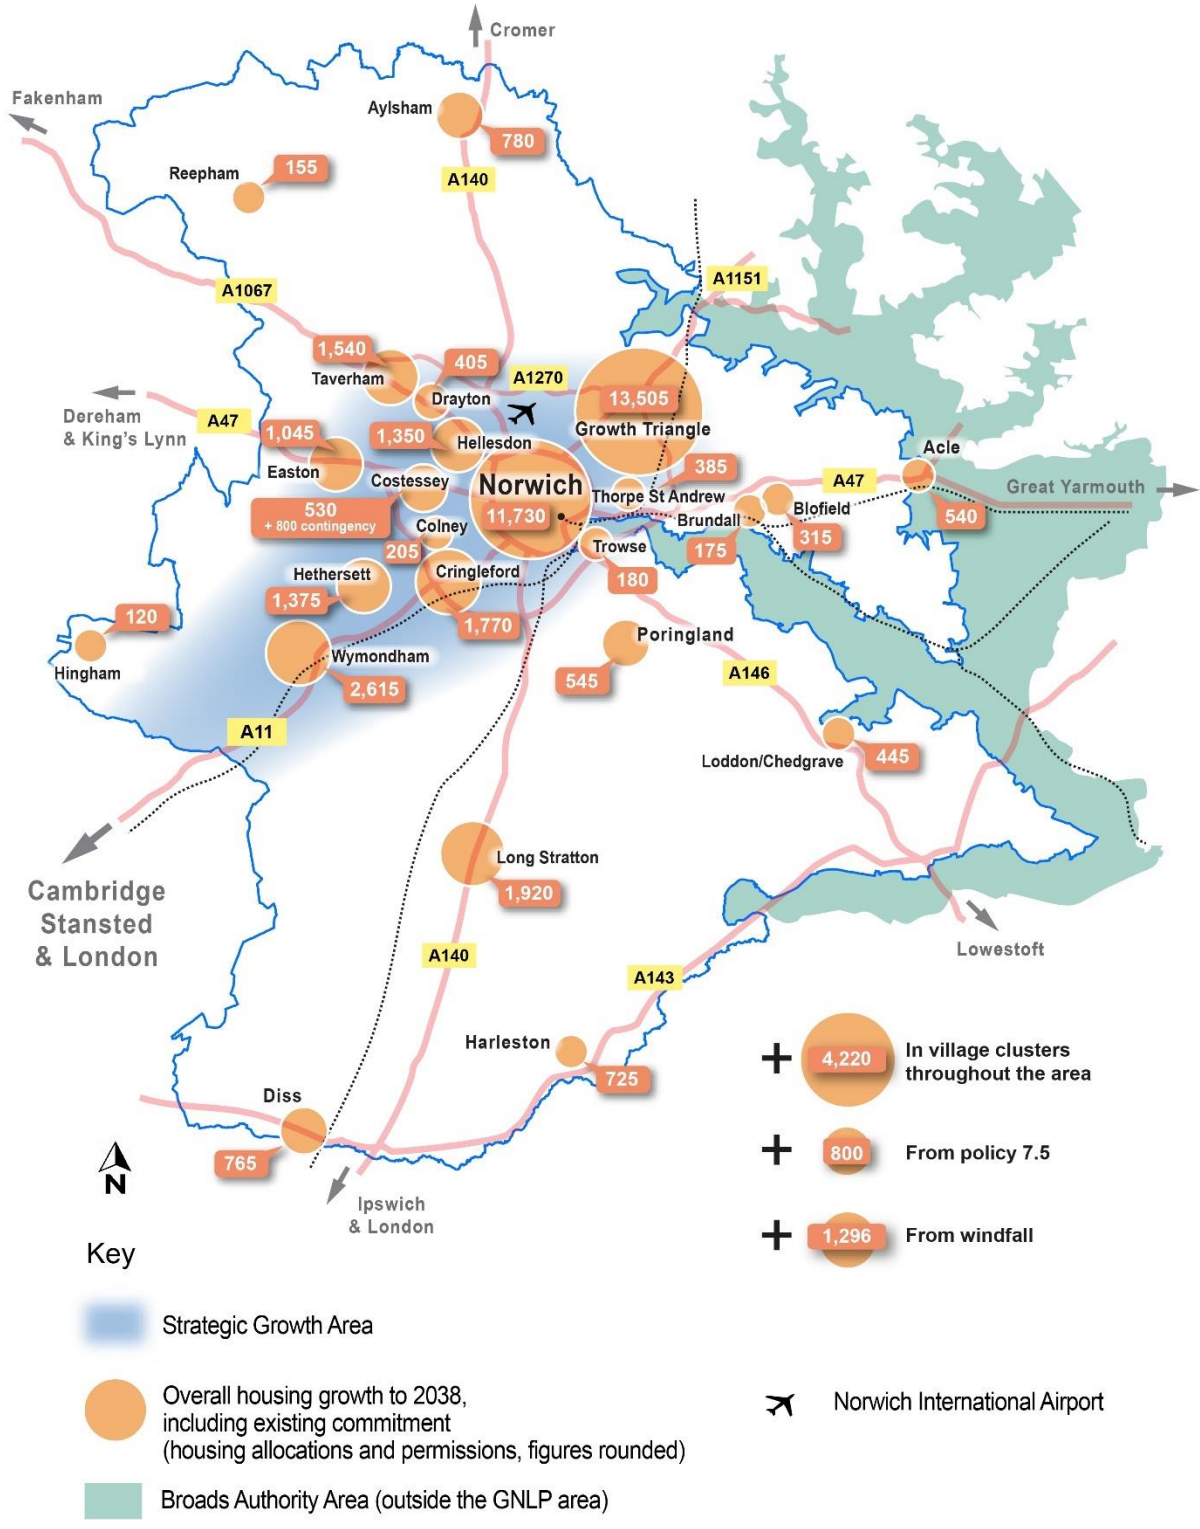 Cromer
Fakenham
Aylsham
780
155
Reepham
A140
A1067
A1151
1,540
Taverham
405
Drayton
A1270
13,505
Growth Triangle
Dereham
& King's Lynn
A47
1,045
Easton
1,350
Hellesdon
Costessey
Norwich
11,730
385
Thorpe St Andrew
A47
Acle
540
Great Yarmouth
Blofield
315
Brundall
175
530
+ 800 contingency
Colney
205
Trowse
180
Hethersett
1,375
Cringleford
1,770
120
Hingham
Wymondham
2,615
Poringland
545
A146
A11
Loddon/Chedgrave
445
Cambridge
Stansted
& London
Long Stratton
1,920
A140
A143
Lowestoft
Harleston
725
Diss
765
N
Ipswich
& London
+ 4,220 In village clusters
throughout the area
+ 800 From policy 7.5
+ 1,296 From windfall
Key
Strategic Growth Area
Overall housing growth to 2038,
including existing commitment
(housing allocations and permissions, figures rounded)
Norwich International Airport
Broads Authority Area (outside the GNLP area)